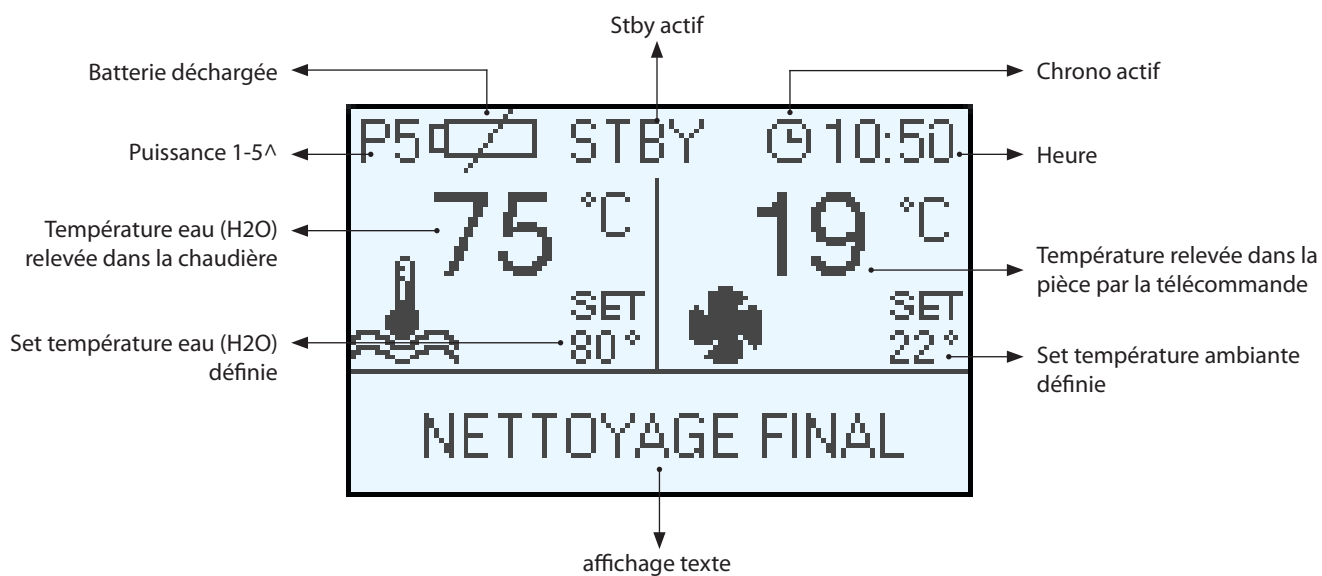 Stby actif
Batterie déchargée
Chrono actif
P5 STBY 10:50
Puissance 1-5^
Heure
75 °C 19 °C
Température eau (H2O)
relevée dans la chaudière
Température relevée dans la
pièce par la télécommande
SET SET
80° 22°
Set température eau (H2O)
définie
Set température ambiante
définie
NETTOYAGE FINAL
affichage texte